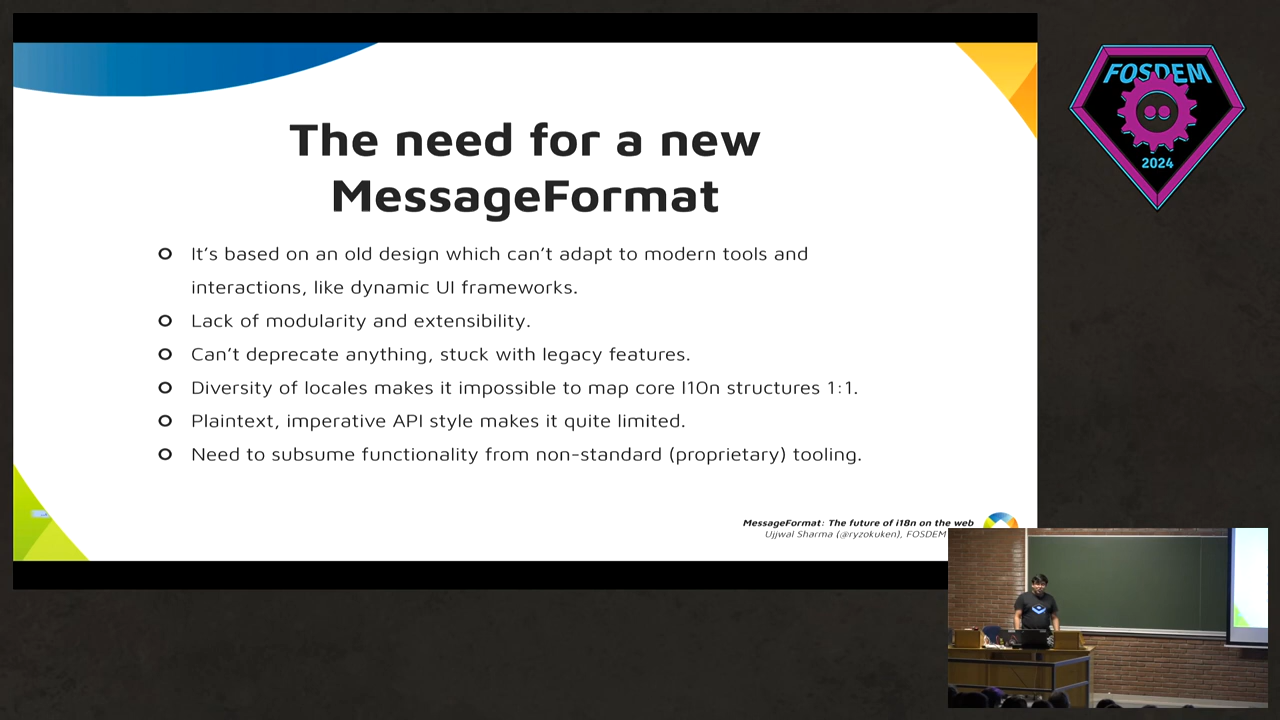 The need for a new
MessageFormat
It's based on an old design which can't adapt to modern tools and
interactions, like dynamic UI frameworks.
Lack of modularity and extensibility.
Can't deprecate anything, stuck with legacy features.
Diversity of locales makes it impossible to map core l10n structures 1:1.
Plaintext, imperative API style makes it quite limited.
Need to subsume functionality from non-standard (proprietary) tooling.
MessageFormat: The future of i18n on the web
Ujjwal Sharma (@ryzokuken), FOSDEM
FOSDEM
2024